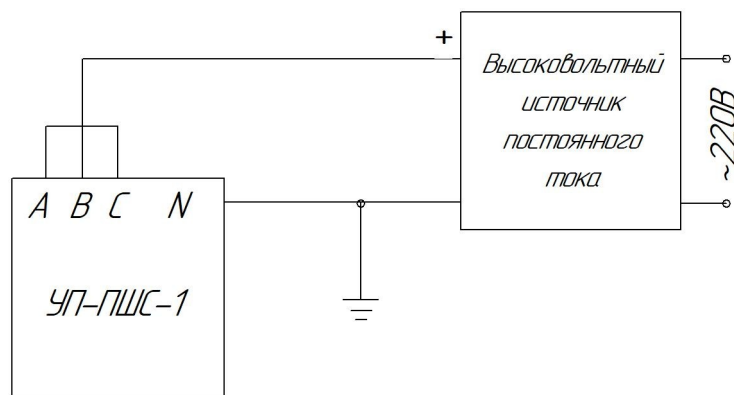 +
Высоковольтный
источник
постоянного
тока
~220В
А В С N
УП-ПШС-1